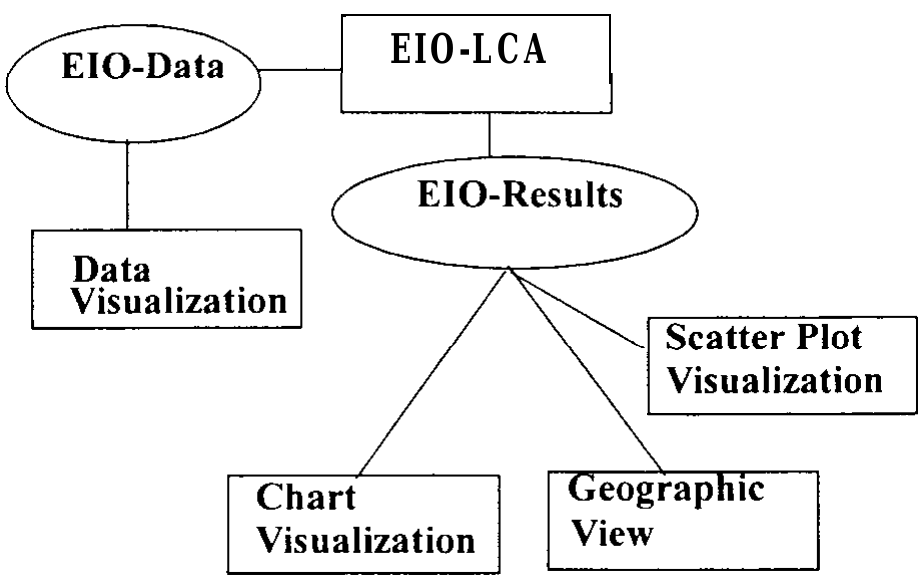 EIO-Data
EIO-LCA
EIO-Results
Data
Visualization
Scatter Plot
Visualization
Chart
Visualization
Geographic
View